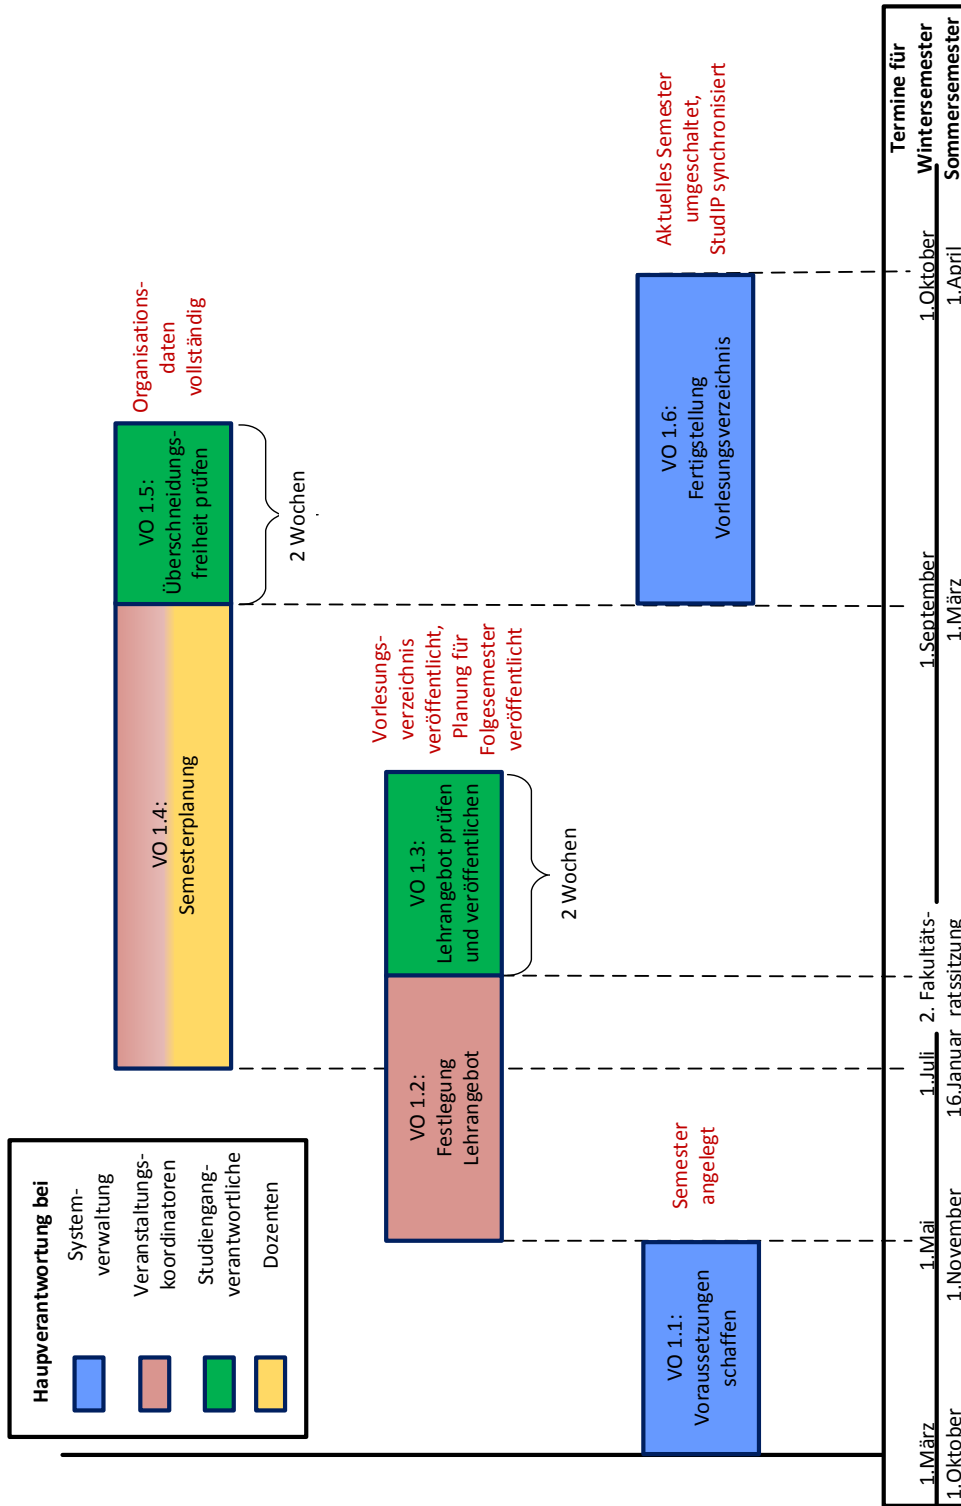 Haupverantwortung bei
System-
verwaltung
Veranstaltungs-
koordinatoren
Studiengang-
verantwortliche
Dozenten
VO 1.4:
Semesterplanung
VO 1.5:
Überschneidungs-
freiheit prüfen
Organisations-
daten
vollständig
2 Wochen
VO 1.2:
Festlegung
Lehrangebot
VO 1.3:
Lehrangebot prüfen
und veröffentlichen
Vorlesungs-
verzeichnis
veröffentlicht,
Planung für
Folgesemester
veröffentlicht
2 Wochen
VO 1.1:
Voraussetzungen
schaffen
Semester
angelegt
VO 1.6:
Fertigstellung
Vorlesungsverzeichnis
Aktuelles Semester
umgeschaltet,
StudIP synchronisiert
Termine für
1.März 1.Mai 1.Juli 2. Fakultäts- 1.September 1.Oktober Wintersemester
1.Oktober 1.November 16.Januar ratssitzung 1.März 1.April Sommersemester